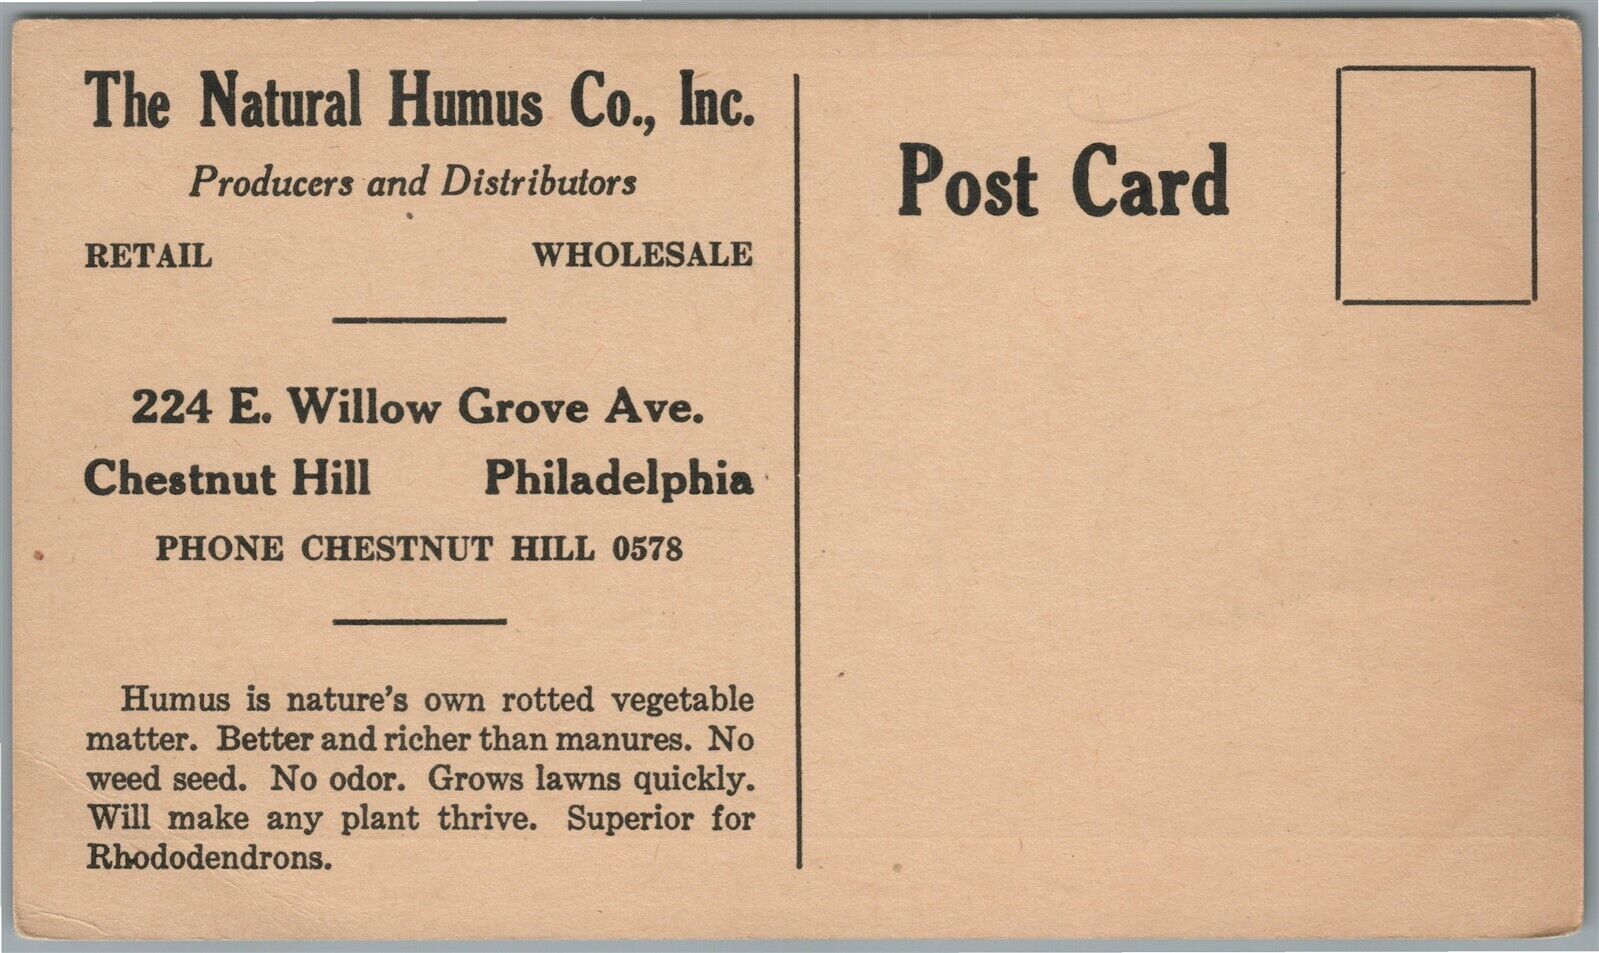 The Natural Humus Co., Inc.
Producers and Distributors
RETAIL WHOLESALE
224 E. Willow Grove Ave.
Chestnut Hill Philadelphia
PHONE CHESTNUT HILL 0578
Humus is nature's own rotted vegetable
matter. Better and richer than manures. No
weed seed. No odor. Grows lawns quickly.
Will make any plant thrive. Superior for
Rhododendrons.
Post Card